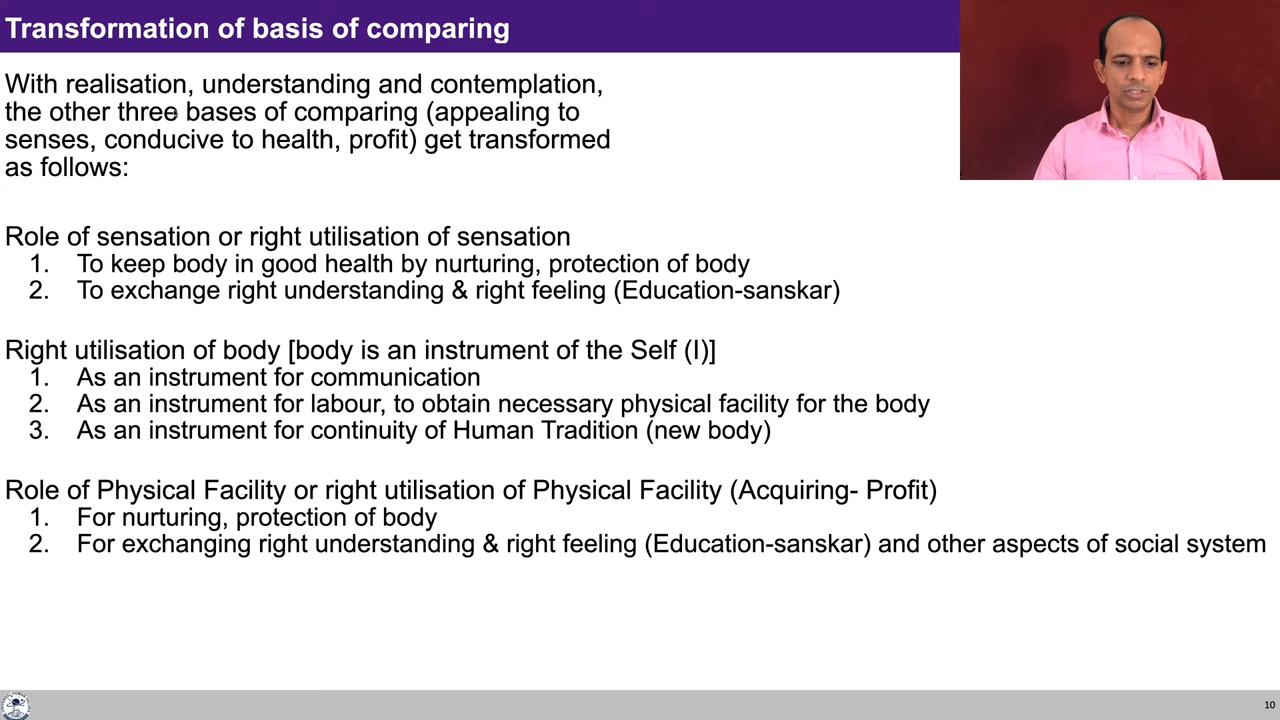 Transformation of basis of comparing
With realisation, understanding and contemplation,
the other three bases of comparing (appealing to
senses, conducive to health, profit) get transformed
as follows:
Role of sensation or right utilisation of sensation
1. To keep body in good health by nurturing, protection of body
2. To exchange right understanding & right feeling (Education-sanskar)
Right utilisation of body [body is an instrument of the Self (I)]
1. As an instrument for communication
2. As an instrument for labour, to obtain necessary physical facility for the body
3. As an instrument for continuity of Human Tradition (new body)
Role of Physical Facility or right utilisation of Physical Facility (Acquiring- Profit)
1. For nurturing, protection of body
2. For exchanging right understanding & right feeling (Education-sanskar) and other aspects of social system
10